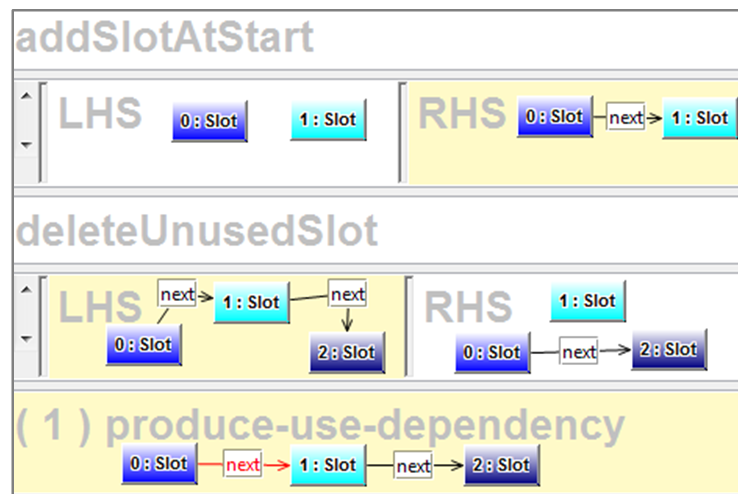 addSlotAtStart
LHS 0 : Slot 1 : Slot RHS 0 : Slot next 1 : Slot
deleteUnusedSlot
LHS next 1 : Slot next RHS 1 : Slot
0 : Slot 2 : Slot 0 : Slot next 2 : Slot
( 1 ) produce-use-dependency
0 : Slot next 1 : Slot next 2 : Slot